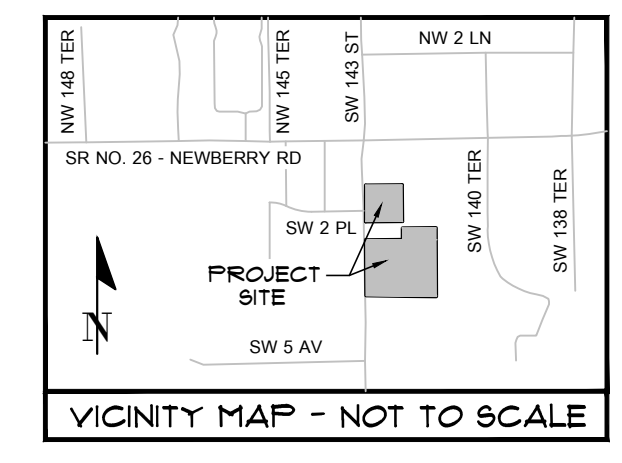 NW 148 TER
NW 145 TER
SW 143 ST
NW 2 LN
SR NO. 26 - NEWBERRY RD
SW 140 TER
SW 138 TER
SW 2 PL
PROJECT
SITE
N
SW 5 AV
VICINITY MAP - NOT TO SCALE